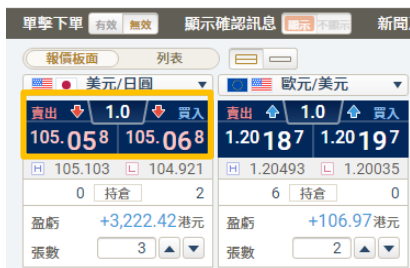 單擊下單 有效 無效 顯示確認訊息 顯示 不顯示 新聞
報價板面 列表
美元/日圓 ▼ 歐元/美元 ▼
賣出 1.0 買入 賣出 1.0 買入
105.058 105.068 1.20187 1.20197
H 105.103 L 104.921 H 1.20493 L 1.20035
0 持倉 2 6 持倉 0
盈虧 +3,222.42港元 盈虧 +106.97港元
張數 3 ▲ ▼ 張數 2 ▲ ▼